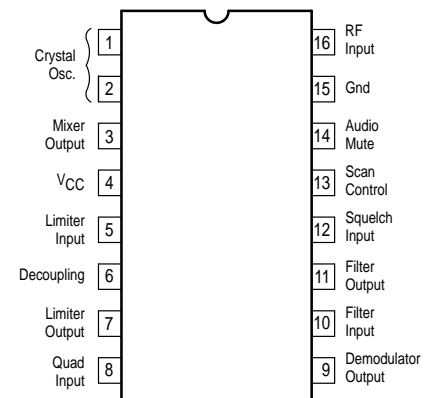 Crystal
Osc.
1
2
Mixer
Output
3
VCC
4
Limiter
Input
5
Decoupling
6
Limiter
Output
7
Quad
Input
8
16
RF
Input
15
Gnd
14
Audio
Mute
13
Scan
Control
12
Squelch
Input
11
Filter
Output
10
Filter
Input
9
Demodulator
Output